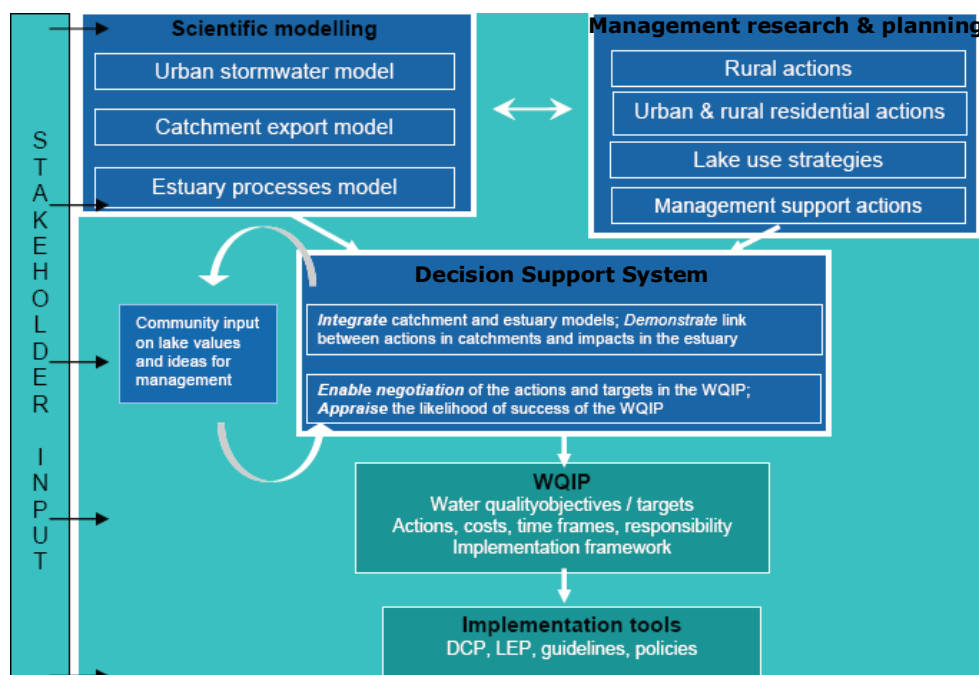 STAKEHOLDER INPUT
Scientific modelling
Urban stormwater model
Catchment export model
Estuary processes model
Management research & planning
Rural actions
Urban & rural residential actions
Lake use strategies
Management support actions
Decision Support System
Integrate catchment and estuary models; Demonstrate link
between actions in catchments and impacts in the estuary
Enable negotiation of the actions and targets in the WQIP;
Appraise the likelihood of success of the WQIP
Community input
on lake values
and ideas for
management
WQIP
Water qualityobjectives / targets
Actions, costs, time frames, responsibility
Implementation framework
Implementation tools
DCP, LEP, guidelines, policies